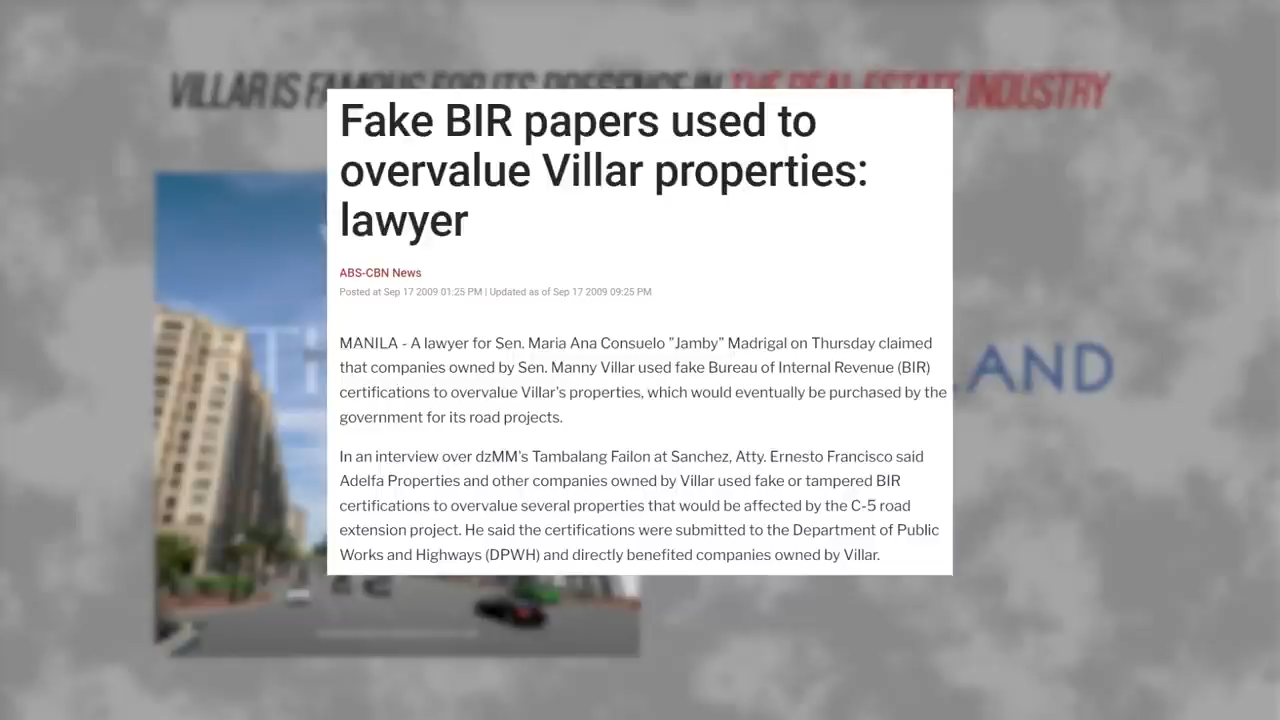 VILLAR IS FAMOUS FOR ITS PRESENCE IN THE REAL ESTATE INDUSTRY
Fake BIR papers used to
overvalue Villar properties:
lawyer
ABS-CBN News
Posted at Sep 17 2009 01:25 PM | Updated as of Sep 17 2009 09:25 PM
MANILA - A lawyer for Sen. Maria Ana Consuelo "Jamby" Madrigal on Thursday claimed
that companies owned by Sen. Manny Villar used fake Bureau of Internal Revenue (BIR)
certifications to overvalue Villar's properties, which would eventually be purchased by the
government for its road projects.
In an interview over dzMM's Tambalang Failon at Sanchez, Atty. Ernesto Francisco said
Adelfa Properties and other companies owned by Villar used fake or tampered BIR
certifications to overvalue several properties that would be affected by the C-5 road
extension project. He said the certifications were submitted to the Department of Public
Works and Highways (DPWH) and directly benefited companies owned by Villar.